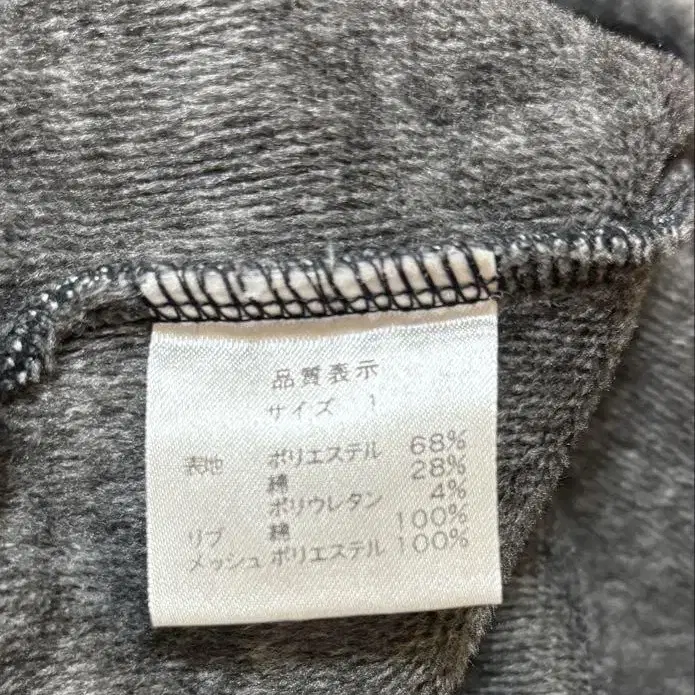 品質表示
サイズ 1
表地 ポリエステル 68%
綿 28%
ポリウレタン 4%
リブ 綿 100%
メッシュ ポリエステル 100%